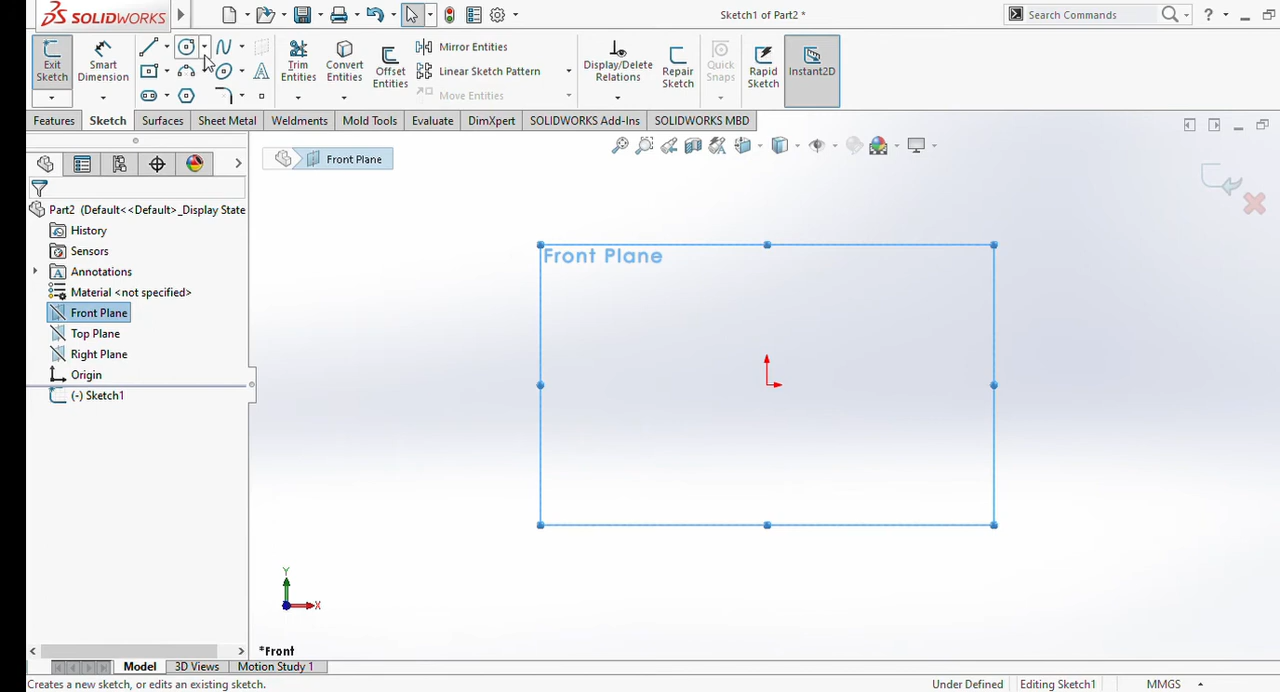 SOLIDWORKS
Sketch1 of Part2 *
Search Commands
?
Exit
Sketch
Smart
Dimension
Trim
Entities
Convert
Entities
Offset
Entities
Mirror Entities
Linear Sketch Pattern
Move Entities
Display/Delete
Relations
Repair
Sketch
Quick
Snaps
Rapid
Sketch
Instant2D
Features
Sketch
Surfaces
Sheet Metal
Weldments
Mold Tools
Evaluate
DimXpert
SOLIDWORKS Add-Ins
SOLIDWORKS MBD
Front Plane
Part2 (Default<<Default>_Display State
History
Sensors
Annotations
Material <not specified>
Front Plane
Top Plane
Right Plane
Origin
(-) Sketch1
Front Plane
Y
X
*Front
Model
3D Views
Motion Study 1
Creates a new sketch, or edits an existing sketch.
Under Defined
Editing Sketch1
MMGS